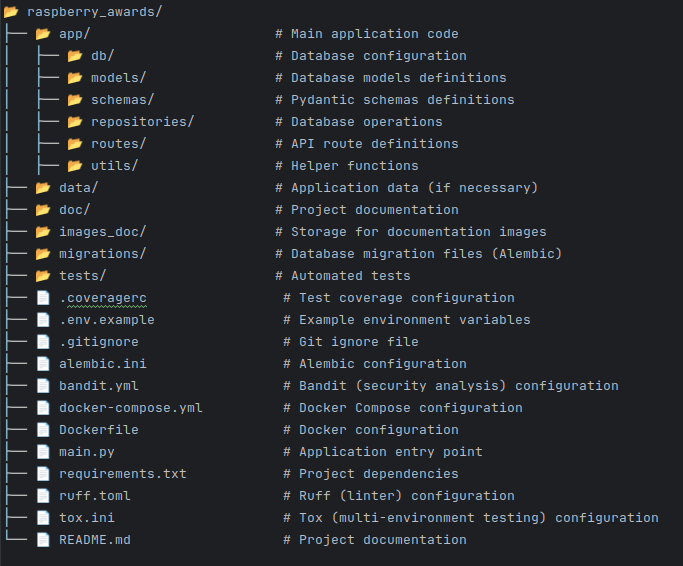 📂 raspberry_awards/
├── 📂 app/                       # Main application code
│   ├── 📂 db/                    # Database configuration
│   ├── 📂 models/                # Database models definitions
│   ├── 📂 schemas/               # Pydantic schemas definitions
│   ├── 📂 repositories/          # Database operations
│   ├── 📂 routes/                # API route definitions
│   ├── 📂 utils/                 # Helper functions
├── 📂 data/                      # Application data (if necessary)
├── 📂 doc/                       # Project documentation
├── 📂 images_doc/                # Storage for documentation images
├── 📂 migrations/                # Database migration files (Alembic)
├── 📂 tests/                     # Automated tests
├── 📄 .coveragerc                 # Test coverage configuration
├── 📄 .env.example                # Example environment variables
├── 📄 .gitignore                  # Git ignore file
├── 📄 alembic.ini                 # Alembic configuration
├── 📄 bandit.yml                  # Bandit (security analysis) configuration
├── 📄 docker-compose.yml          # Docker Compose configuration
├── 📄 Dockerfile                  # Docker configuration
├── 📄 main.py                     # Application entry point
├── 📄 requirements.txt            # Project dependencies
├── 📄 ruff.toml                   # Ruff (linter) configuration
├── 📄 tox.ini                     # Tox (multi-environment testing) configuration
└── 📄 README.md                   # Project documentation